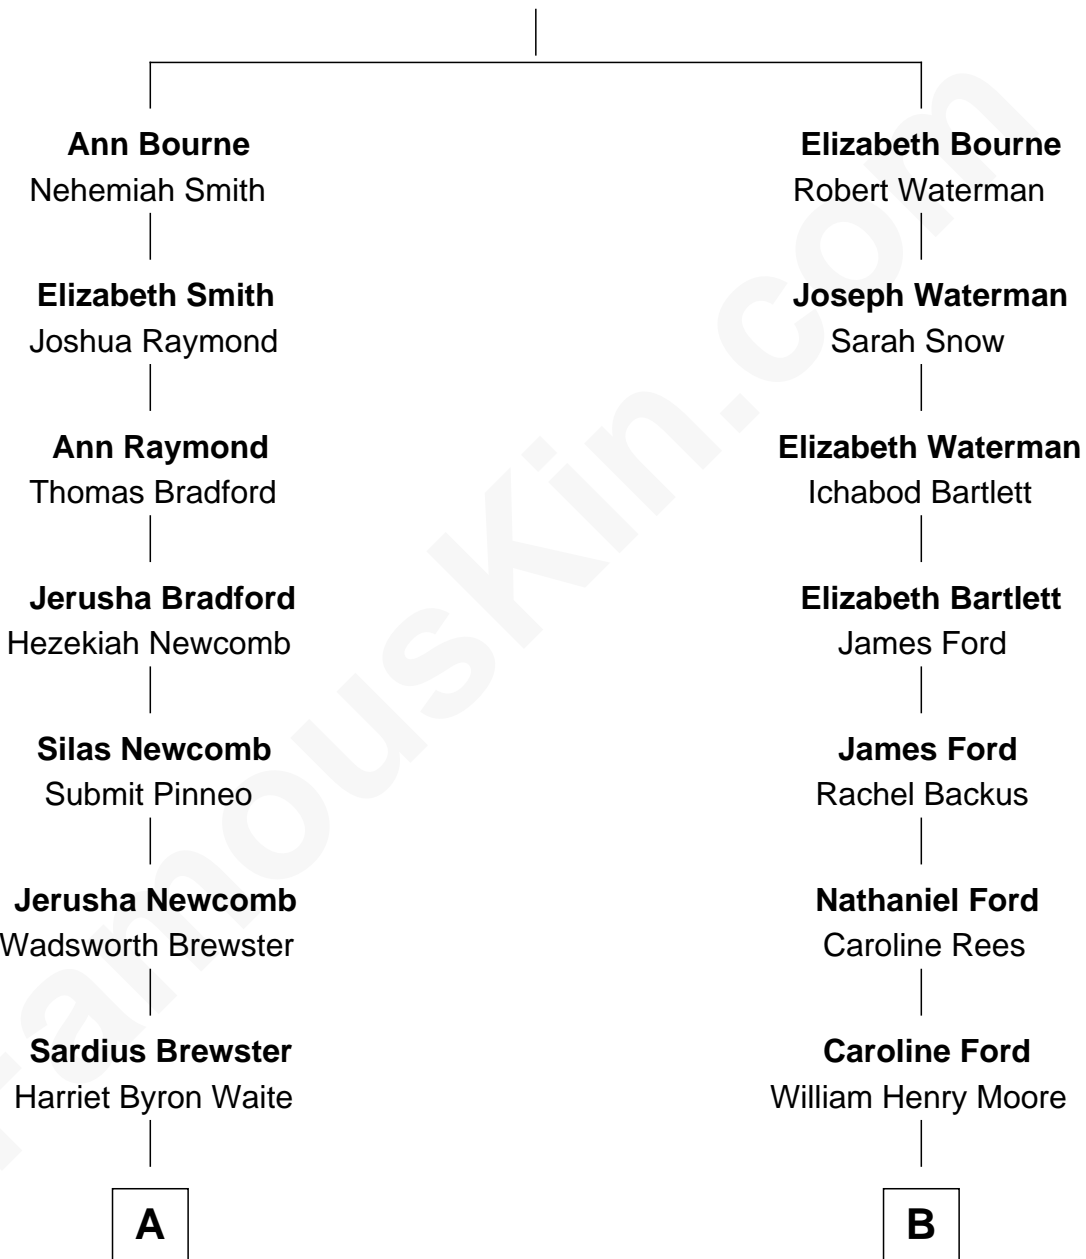 Ann Bourne
Nehemiah Smith
Elizabeth Smith
Joshua Raymond
Ann Raymond
Thomas Bradford
Jerusha Bradford
Hezekiah Newcomb
Silas Newcomb
Submit Pinneo
Jerusha Newcomb
Wadsworth Brewster
Sardius Brewster
Harriet Byron Waite
A
Elizabeth Bourne
Robert Waterman
Joseph Waterman
Sarah Snow
Elizabeth Waterman
Ichabod Bartlett
Elizabeth Bartlett
James Ford
James Ford
Rachel Backus
Nathaniel Ford
Caroline Rees
Caroline Ford
William Henry Moore
B
FamousKin.com